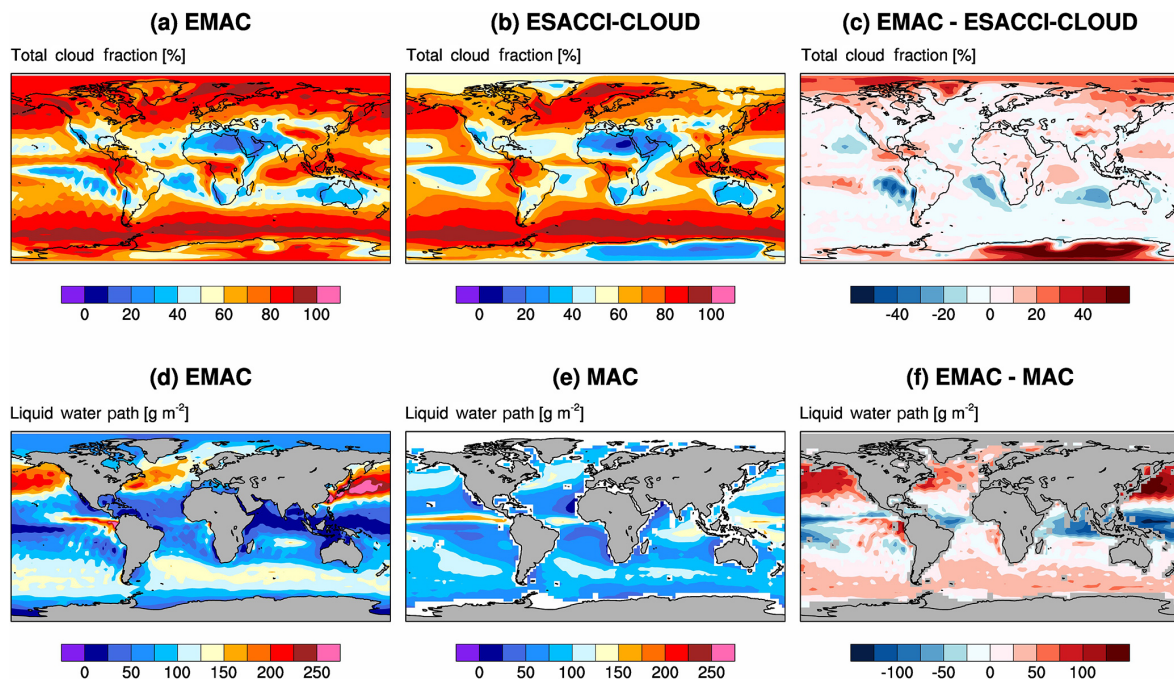 (a) EMAC
(b) ESACCI-CLOUD
(c) EMAC - ESACCI-CLOUD
Total cloud fraction [%]
Total cloud fraction [%]
Total cloud fraction [%]
0 20 40 60 80 100
0 20 40 60 80 100
-40 -20 0 20 40
(d) EMAC
(e) MAC
(f) EMAC - MAC
Liquid water path [g m⁻²]
Liquid water path [g m⁻²]
Liquid water path [g m⁻²]
0 50 100 150 200 250
0 50 100 150 200 250
-100 -50 0 50 100